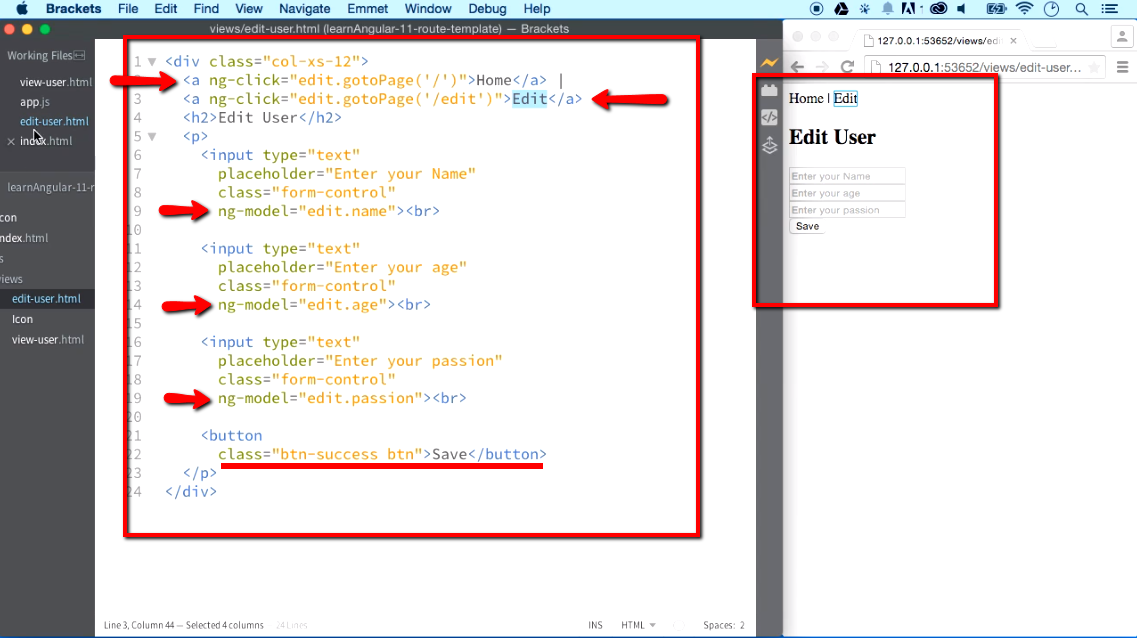 Brackets File Edit Find View Navigate Emmet Window Debug Help
views/edit-user.html (learnAngular-11-route-template) — Brackets
Working Files
view-user.html
app.js
edit-user.html
index.html
learnAngular-11-r
con
ndex.html
s
iews
edit-user.html
Icon
view-user.html
1 <div class="col-xs-12">
<a ng-click="edit.gotoPage('/')">Home</a> |
3 <a ng-click="edit.gotoPage('/edit')">Edit</a>
4 <h2>Edit User</h2>
5 <p>
6 <input type="text"
7 placeholder="Enter your Name"
8 class="form-control"
9 ng-model="edit.name"><br>
10
11 <input type="text"
12 placeholder="Enter your age"
13 class="form-control"
14 ng-model="edit.age"><br>
15
16 <input type="text"
17 placeholder="Enter your passion"
18 class="form-control"
19 ng-model="edit.passion"><br>
20
21 <button
22 class="btn-success btn">Save</button>
23 </p>
24 </div>
Line 3, Column 44 — Selected 4 columns 24 Lines
INS HTML Spaces: 2
127.0.0.1:53652/views/edi
127.0.0.1:53652/views/edit-user...
Home | Edit
Edit User
Enter your Name
Enter your age
Enter your passion
Save